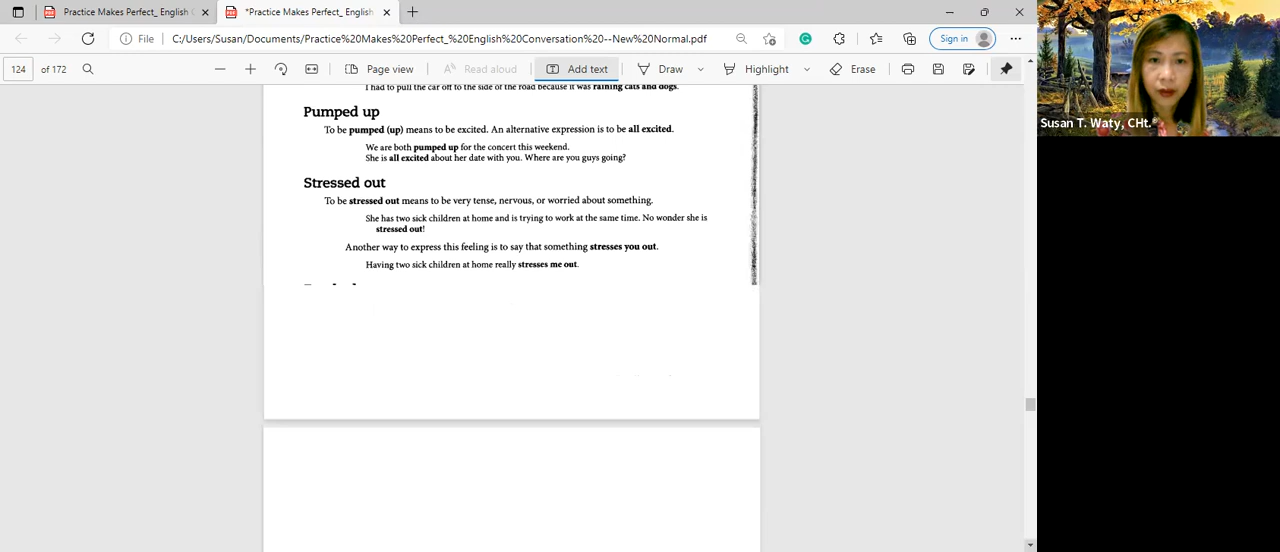 Practice Makes Perfect_ English C
*Practice Makes Perfect_ English
File C:/Users/Susan/Documents/Practice%20Makes%20Perfect_%20English%20Conversation%20--New%20Normal.pdf Sign in
124 of 172 Page view Read aloud Add text Draw Highlight Erase
I had to pull the car off to the side of the road because it was raining cats and dogs.
Pumped up
To be pumped (up) means to be excited. An alternative expression is to be all excited.
We are both pumped up for the concert this weekend.
She is all excited about her date with you. Where are you guys going?
Stressed out
To be stressed out means to be very tense, nervous, or worried about something.
She has two sick children at home and is trying to work at the same time. No wonder she is
stressed out!
Another way to express this feeling is to say that something stresses you out.
Having two sick children at home really stresses me out.
Susan T. Waty, CHt.®